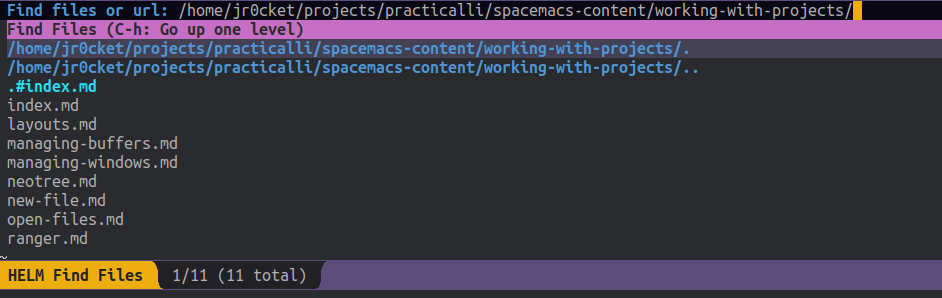 Find files or url: /home/jr0cket/projects/practicalli/spacemacs-content/working-with-projects/
Find Files (C-h: Go up one level)
/home/jr0cket/projects/practicalli/spacemacs-content/working-with-projects/.
/home/jr0cket/projects/practicalli/spacemacs-content/working-with-projects/..
.#index.md
index.md
layouts.md
managing-buffers.md
managing-windows.md
neotree.md
new-file.md
open-files.md
ranger.md
~
HELM Find Files 1/11 (11 total)